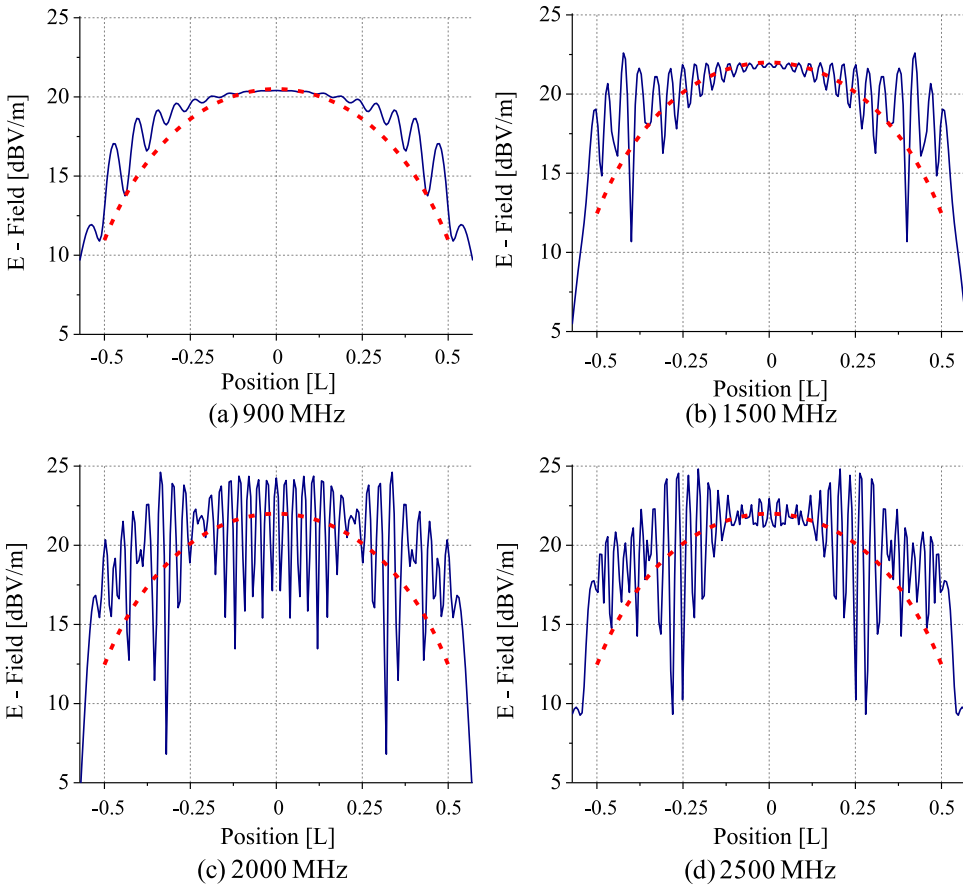 25
20
15
10
5
E - Field [dBV/m]
-0.5 -0.25 0 0.25 0.5
Position [L]
(a) 900 MHz
25
20
15
10
5
E - Field [dBV/m]
-0.5 -0.25 0 0.25 0.5
Position [L]
(b) 1500 MHz
25
20
15
10
5
E - Field [dBV/m]
-0.5 -0.25 0 0.25 0.5
Position [L]
(c) 2000 MHz
25
20
15
10
5
E - Field [dBV/m]
-0.5 -0.25 0 0.25 0.5
Position [L]
(d) 2500 MHz